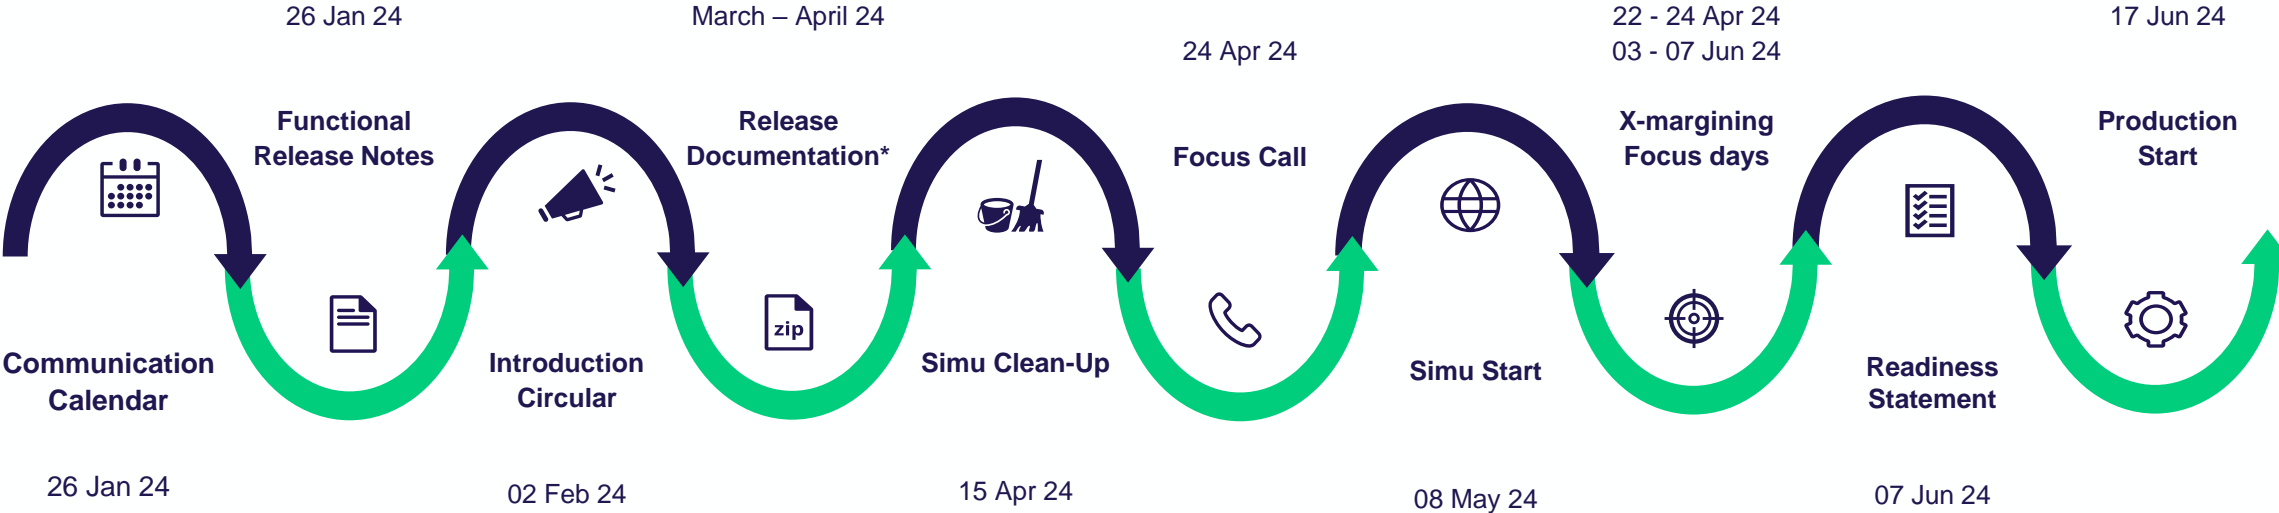 26 Jan 24
March – April 24
22 - 24 Apr 24
17 Jun 24
24 Apr 24
03 - 07 Jun 24
Functional
Release Notes
Release
Documentation*
Focus Call
X-margining
Focus days
Production
Start
zip
Communication
Calendar
Introduction
Circular
Simu Clean-Up
Simu Start
Readiness
Statement
26 Jan 24
02 Feb 24
15 Apr 24
08 May 24
07 Jun 24